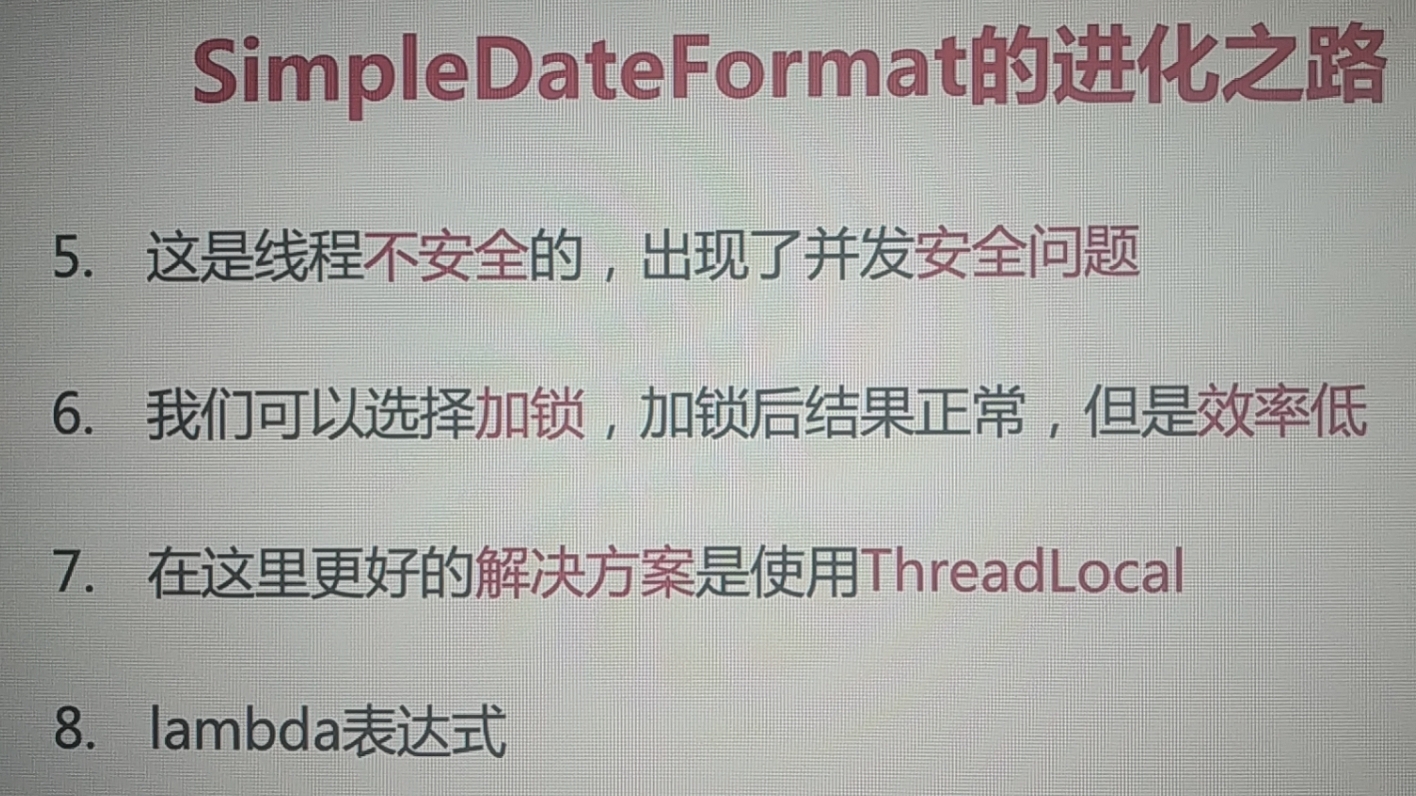 SimpleDateFormat的进化之路
5. 这是线程不安全的，出现了并发安全问题
6. 我们可以选择加锁，加锁后结果正常，但是效率低
7. 在这里更好的解决方案是使用ThreadLocal
8. lambda表达式